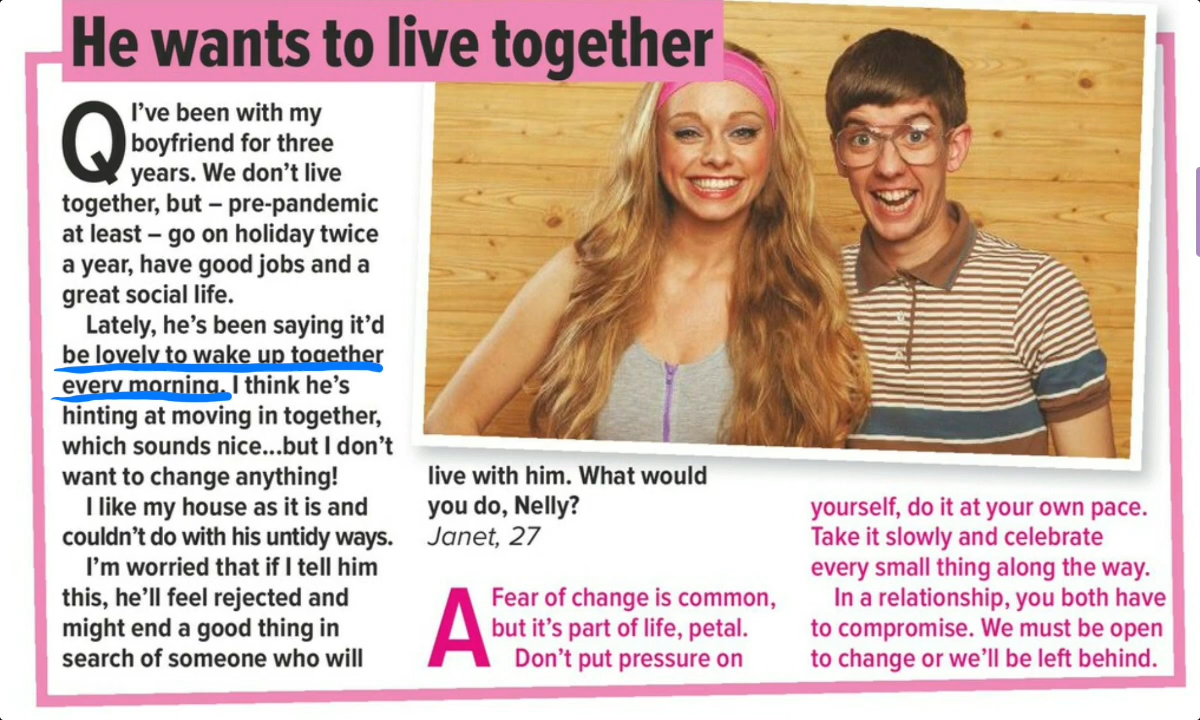 He wants to live together
Q I've been with my
boyfriend for three
years. We don't live
together, but – pre-pandemic
at least – go on holiday twice
a year, have good jobs and a
great social life.
Lately, he's been saying it'd
be lovely to wake up together
every morning. I think he's
hinting at moving in together,
which sounds nice...but I don't
want to change anything!
I like my house as it is and
couldn't do with his untidy ways.
I'm worried that if I tell him
this, he'll feel rejected and
might end a good thing in
search of someone who will
live with him. What would
you do, Nelly?
Janet, 27
A Fear of change is common,
but it's part of life, petal.
Don't put pressure on
yourself, do it at your own pace.
Take it slowly and celebrate
every small thing along the way.
In a relationship, you both have
to compromise. We must be open
to change or we'll be left behind.